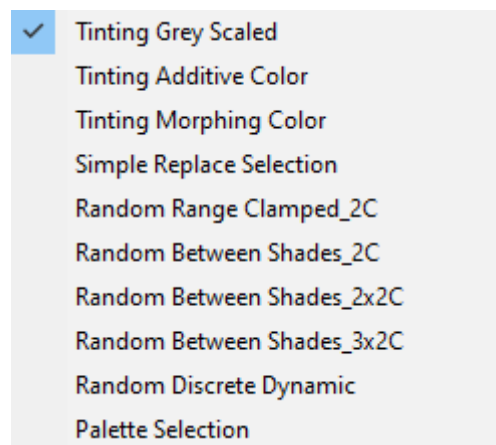 Tinting Grey Scaled
Tinting Additive Color
Tinting Morphing Color
Simple Replace Selection
Random Range Clamped_2C
Random Between Shades_2C
Random Between Shades_2x2C
Random Between Shades_3x2C
Random Discrete Dynamic
Palette Selection